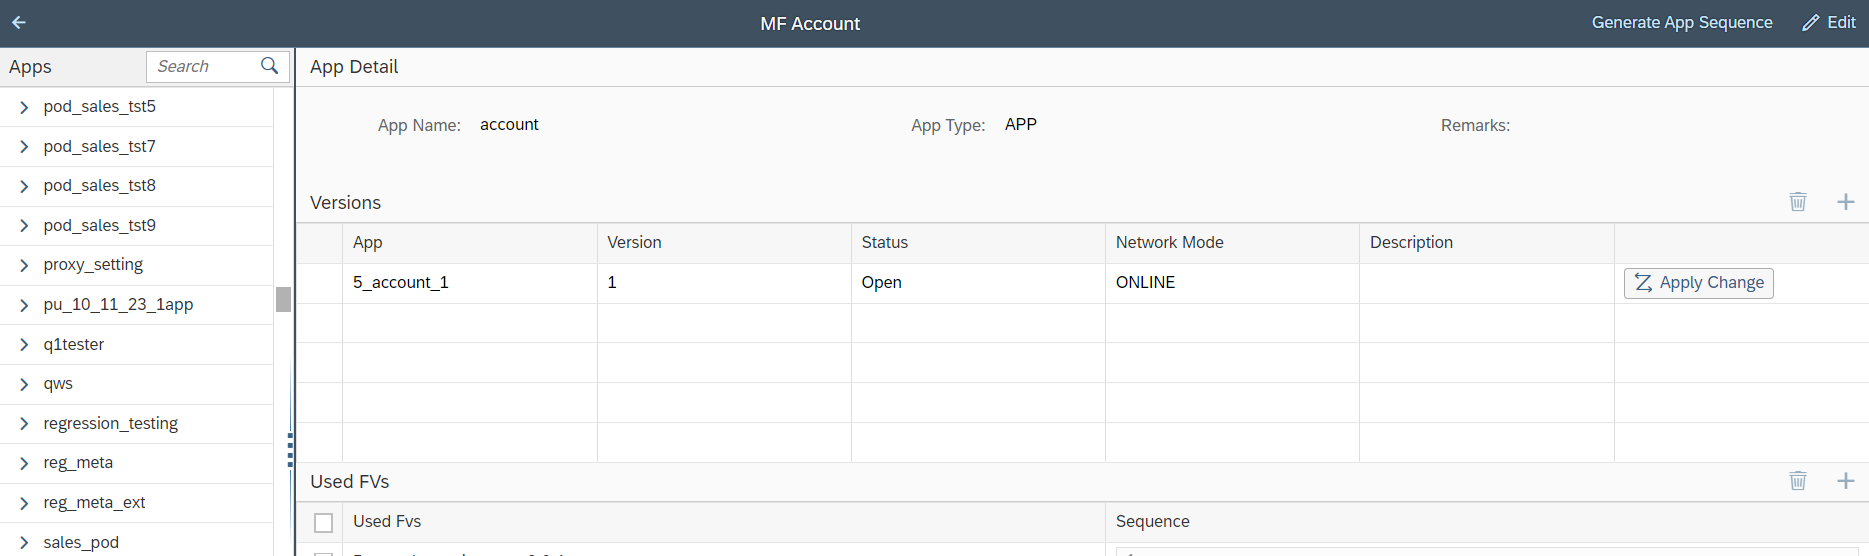 MF Account
Generate App Sequence
Edit
Apps
Search
pod_sales_tst5
pod_sales_tst7
pod_sales_tst8
pod_sales_tst9
proxy_setting
pu_10_11_23_1app
q1tester
qws
regression_testing
reg_meta
reg_meta_ext
sales_pod
App Detail
App Name: account
App Type: APP
Remarks:
Versions
App Version Status Network Mode Description
5_account_1 1 Open ONLINE Apply Change
Used FVs
Used Fvs Sequence